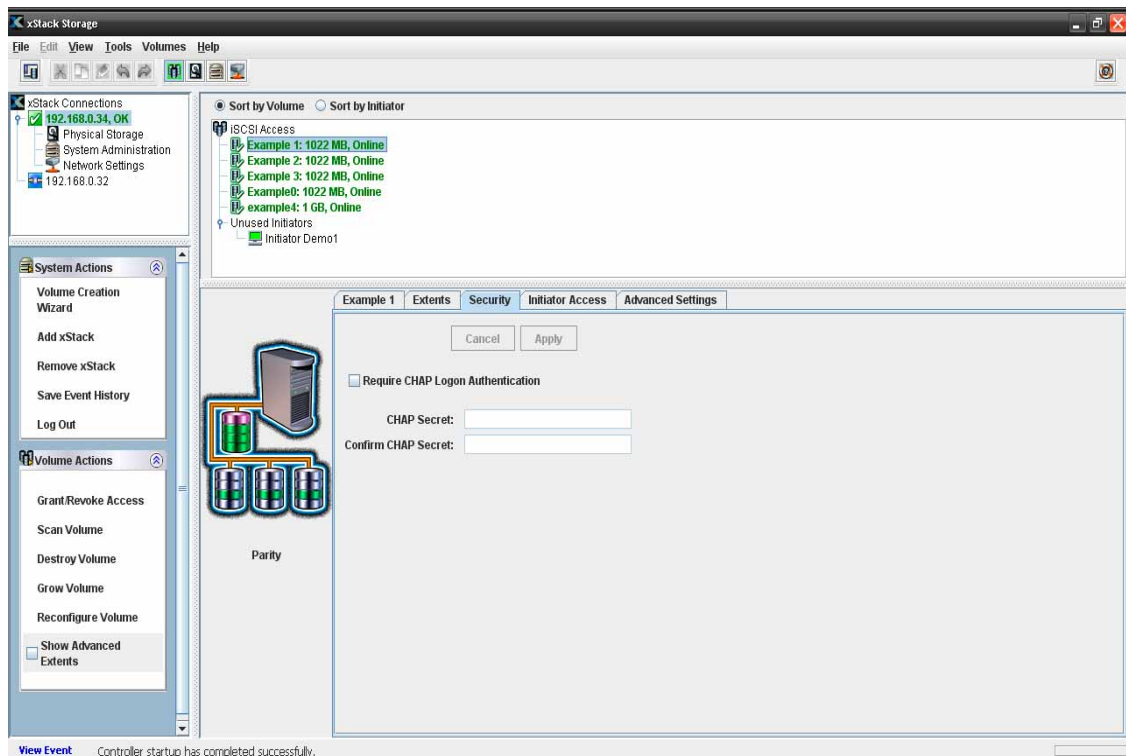 xStack Storage
File Edit View Tools Volumes Help
xStack Connections
192.168.0.34, OK
Physical Storage
System Administration
Network Settings
192.168.0.32
Sort by Volume Sort by Initiator
iSCSI Access
Example 1: 1022 MB, Online
Example 2: 1022 MB, Online
Example 3: 1022 MB, Online
Example0: 1022 MB, Online
example4: 1 GB, Online
Unused Initiators
Initiator Demo1
System Actions
Volume Creation
Wizard
Add xStack
Remove xStack
Save Event History
Log Out
Volume Actions
Grant/Revoke Access
Scan Volume
Destroy Volume
Grow Volume
Reconfigure Volume
Show Advanced
Extents
Parity
Example 1 Extents Security Initiator Access Advanced Settings
Cancel Apply
Require CHAP Logon Authentication
CHAP Secret:
Confirm CHAP Secret:
View Event Controller startup has completed successfully.